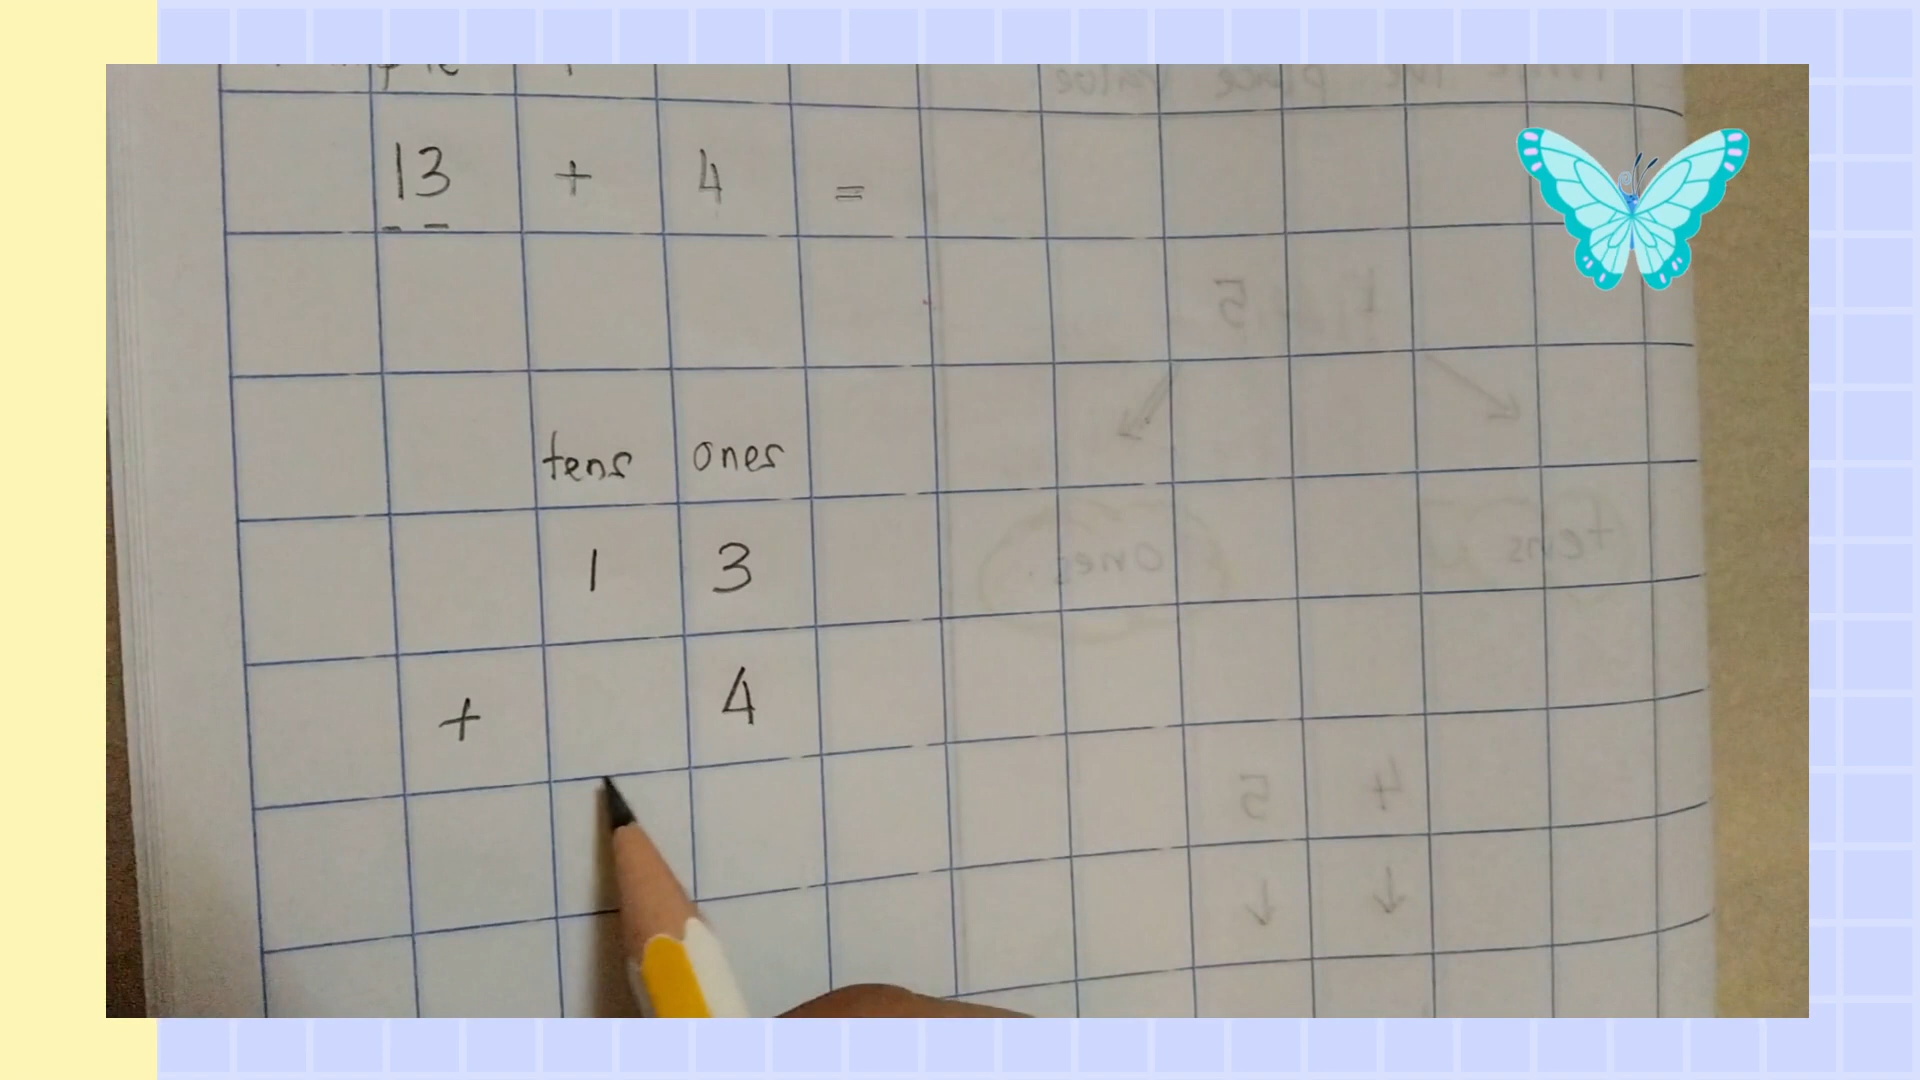 13 + 4 =
tens ones
1 3
+ 4